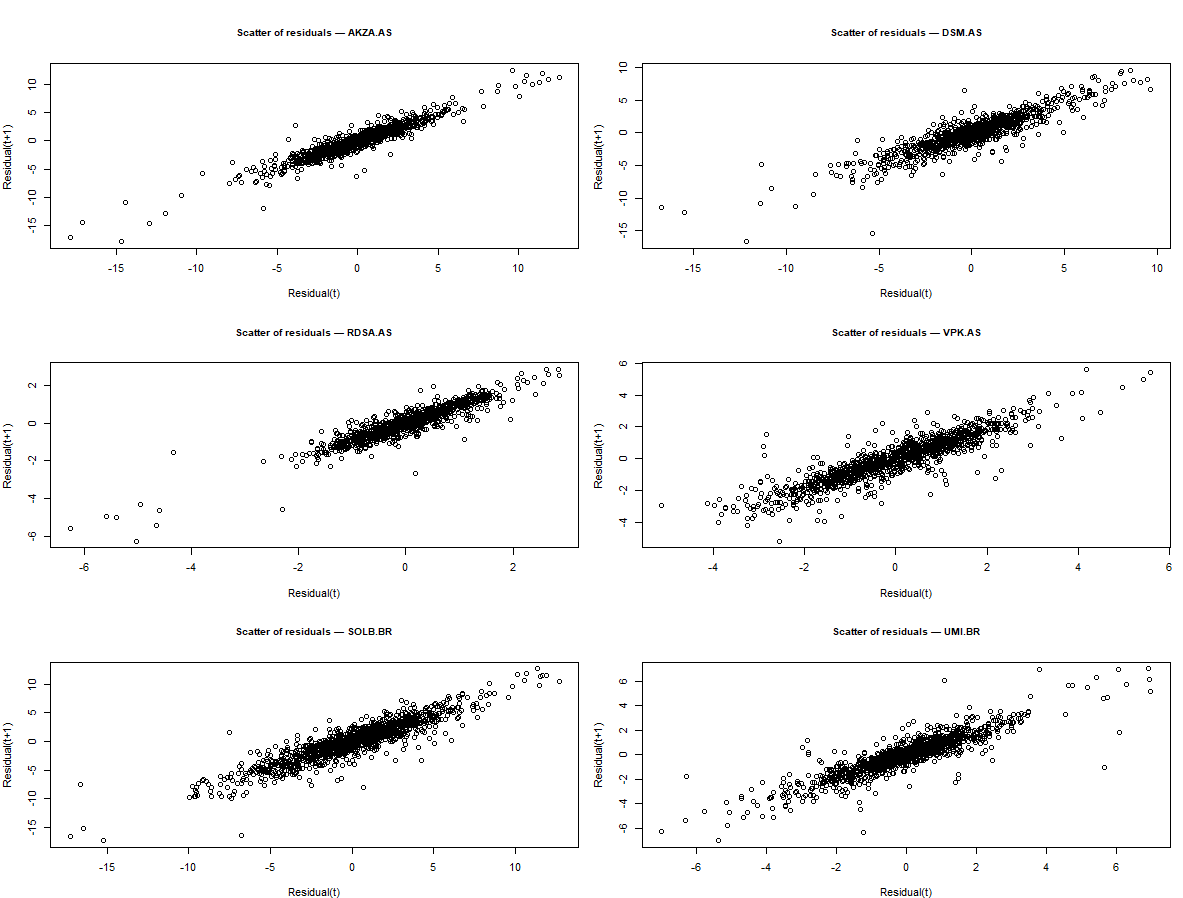 Scatter of residuals — AKZA.AS
Residual(t+1)
10
5
0
-5
-10
-15
-15 -10 -5 0 5 10
Residual(t)
Scatter of residuals — DSM.AS
Residual(t+1)
10
5
0
-5
-10
-15
-15 -10 -5 0 5 10
Residual(t)
Scatter of residuals — RDSA.AS
Residual(t+1)
2
0
-2
-4
-6
-6 -4 -2 0 2
Residual(t)
Scatter of residuals — VPK.AS
Residual(t+1)
6
4
2
0
-2
-4
-4 -2 0 2 4 6
Residual(t)
Scatter of residuals — SOLB.BR
Residual(t+1)
10
5
0
-5
-10
-15
-15 -10 -5 0 5 10
Residual(t)
Scatter of residuals — UMI.BR
Residual(t+1)
6
4
2
0
-2
-4
-6
-6 -4 -2 0 2 4 6
Residual(t)